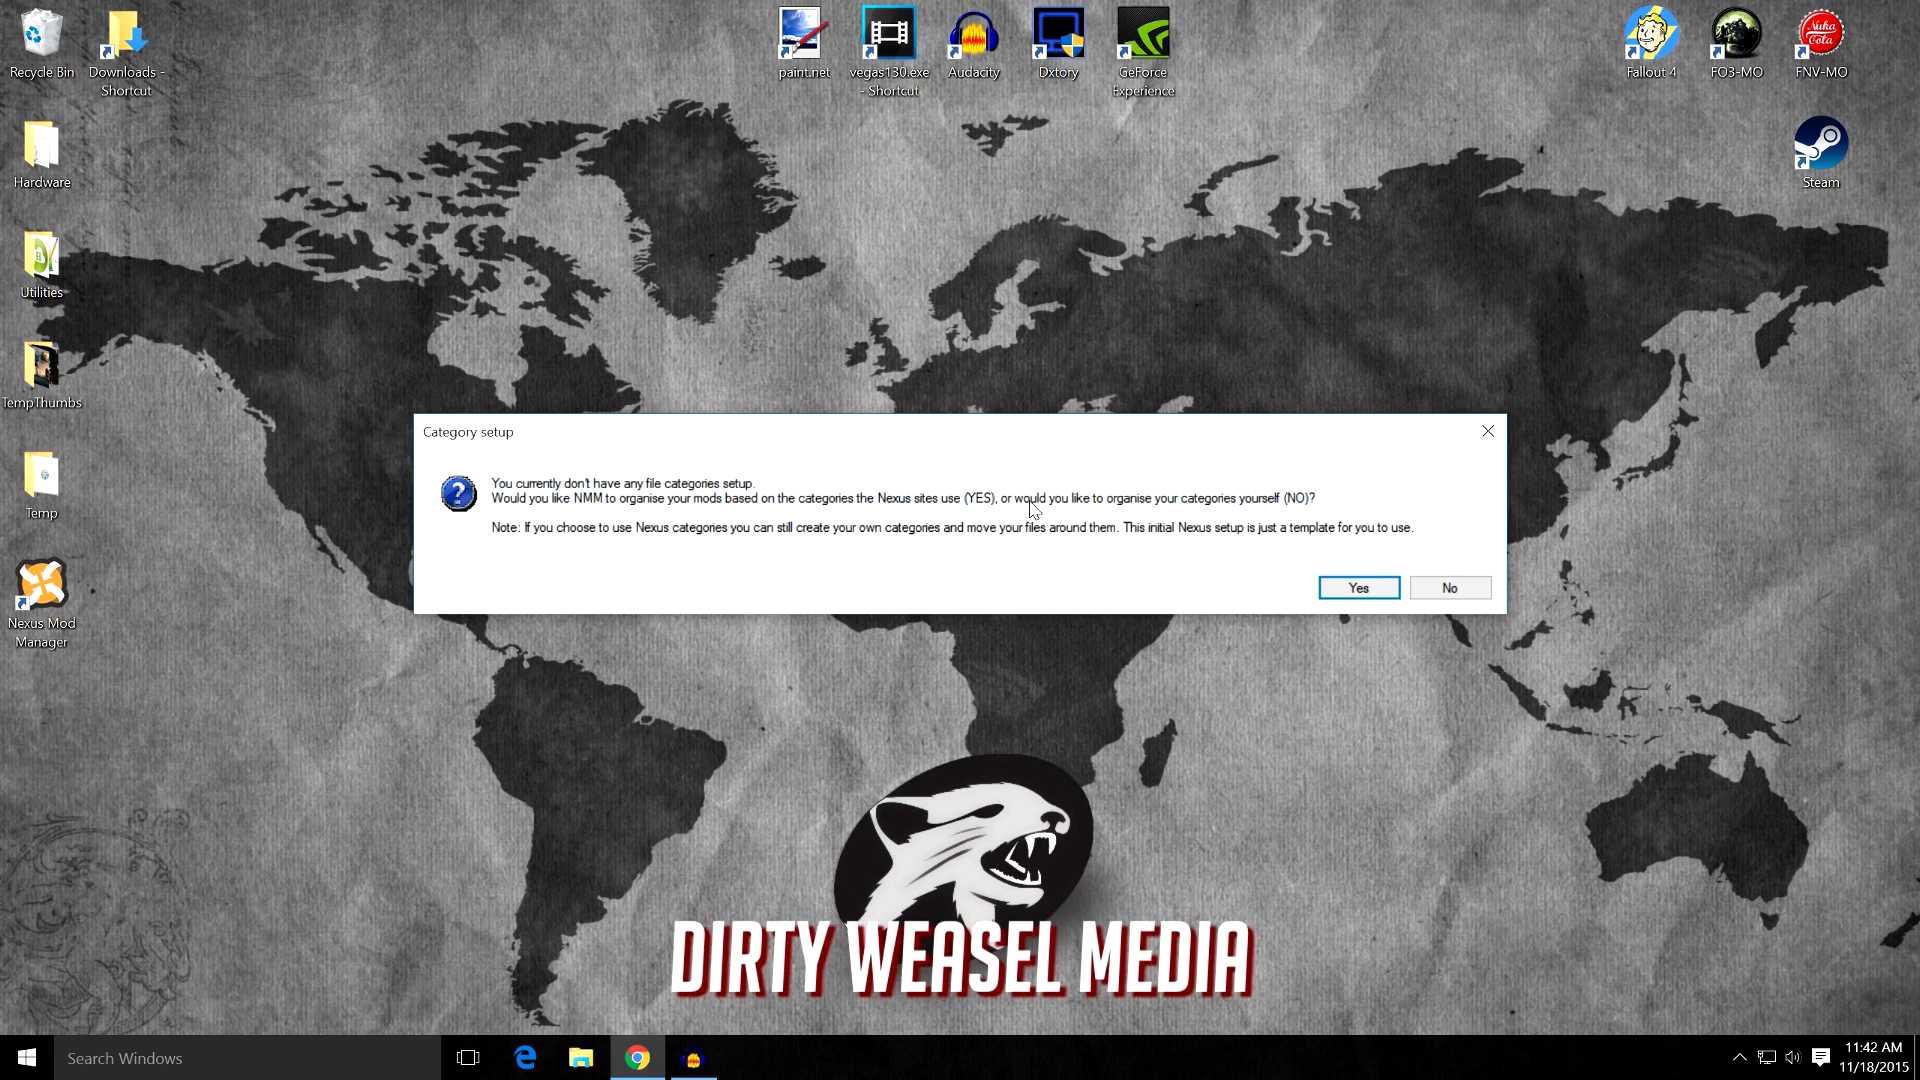 Recycle Bin
Downloads -
Shortcut
Hardware
Utilities
TempThumbs
Temp
Nexus Mod
Manager
paint.net
vegas130.exe
- Shortcut
Audacity
Dxtory
GeForce
Experience
Fallout 4
FO3-MO
Nuka
Cola
FNV-MO
Steam
Category setup
You currently don't have any file categories setup.
Would you like NMM to organise your mods based on the categories the Nexus sites use (YES), or would you like to organise your categories yourself (NO)?
Note: If you choose to use Nexus categories you can still create your own categories and move your files around them. This initial Nexus setup is just a template for you to use.
Yes
No
DIRTY WEASEL MEDIA
Search Windows
11:42 AM
11/18/2015